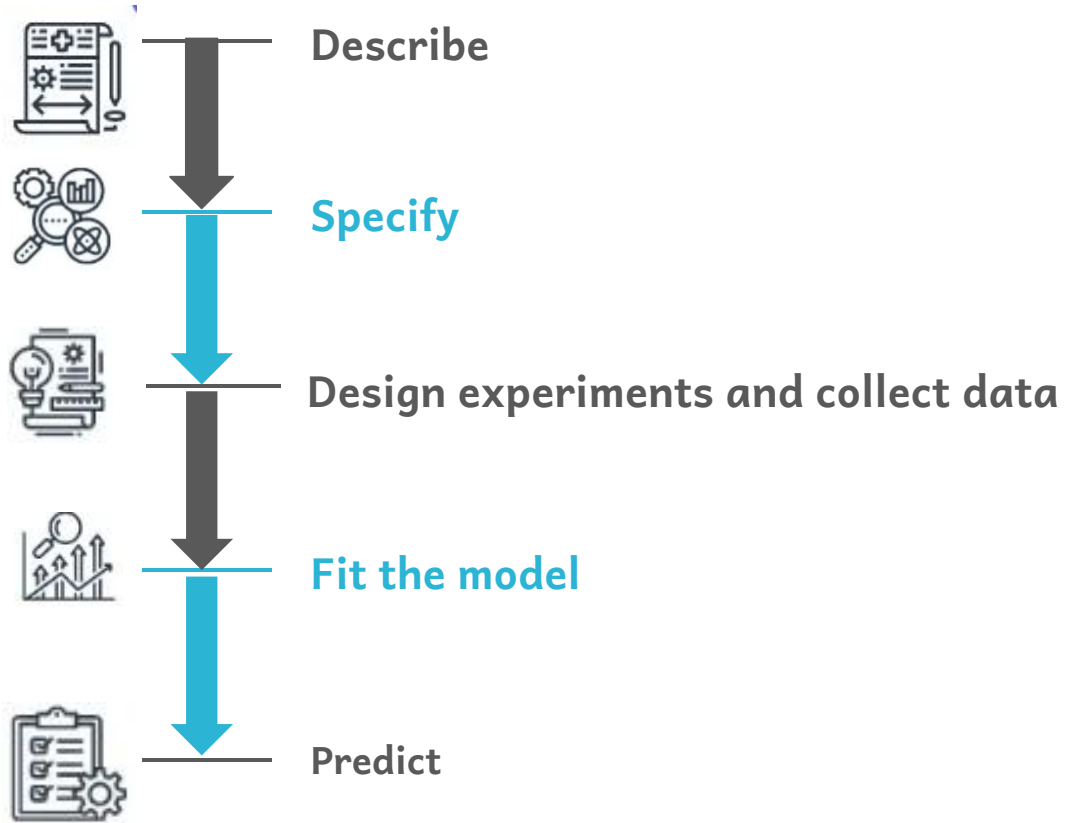 Describe
Specify
Design experiments and collect data
Fit the model
Predict